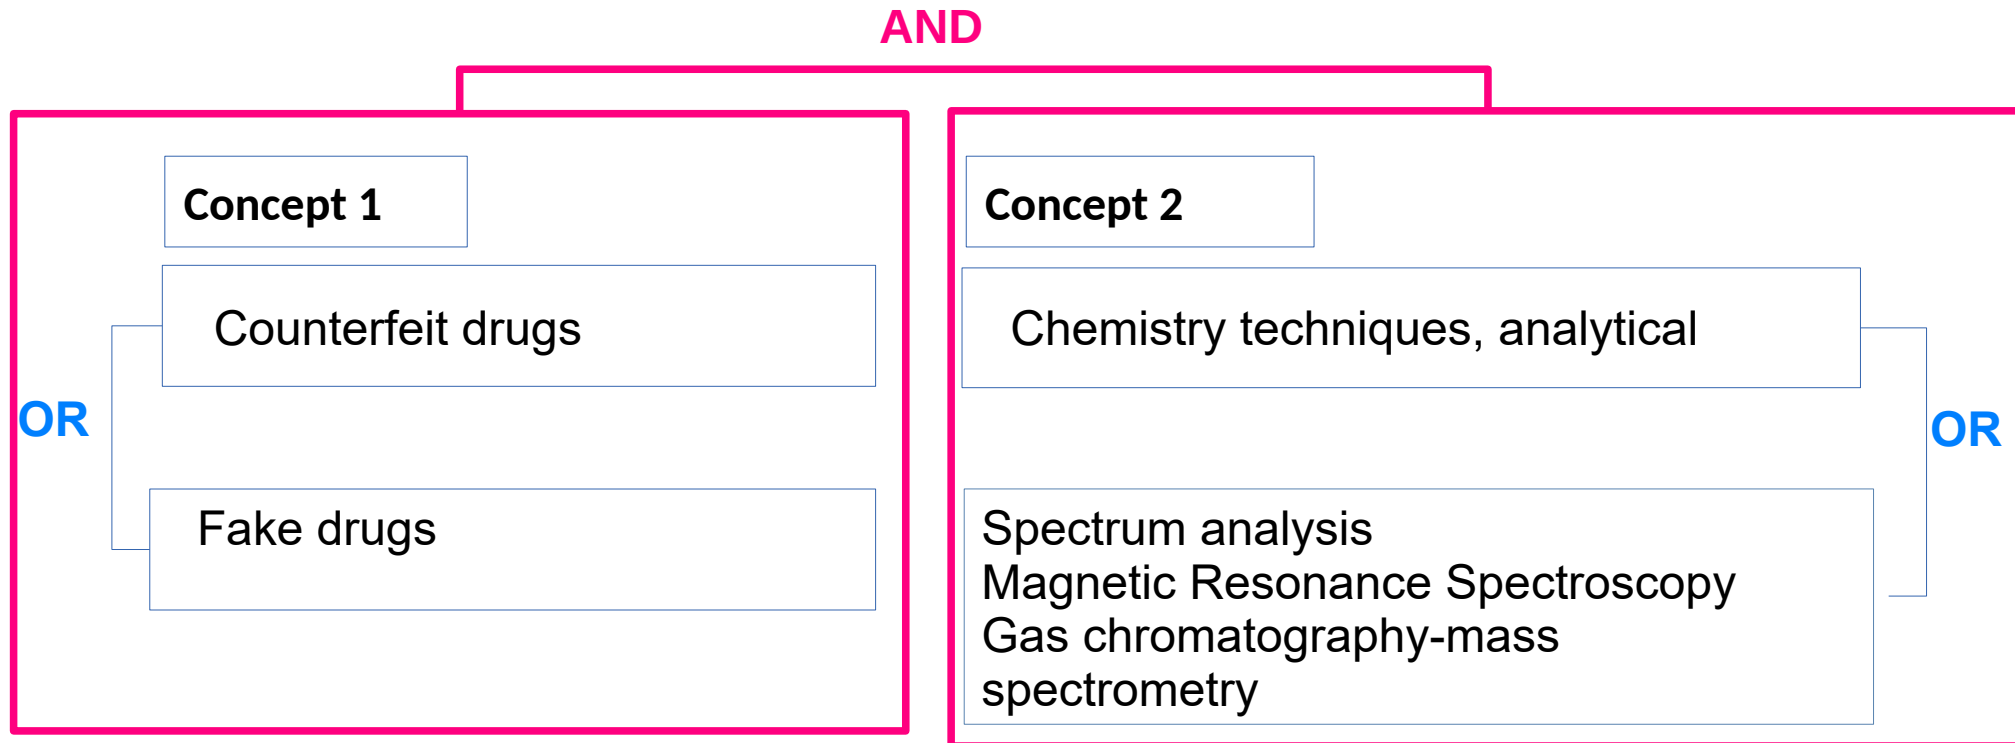 AND
Concept 1
Counterfeit drugs
OR
Fake drugs
Concept 2
Chemistry techniques, analytical
OR
Spectrum analysis
Magnetic Resonance Spectroscopy
Gas chromatography-mass
spectrometry